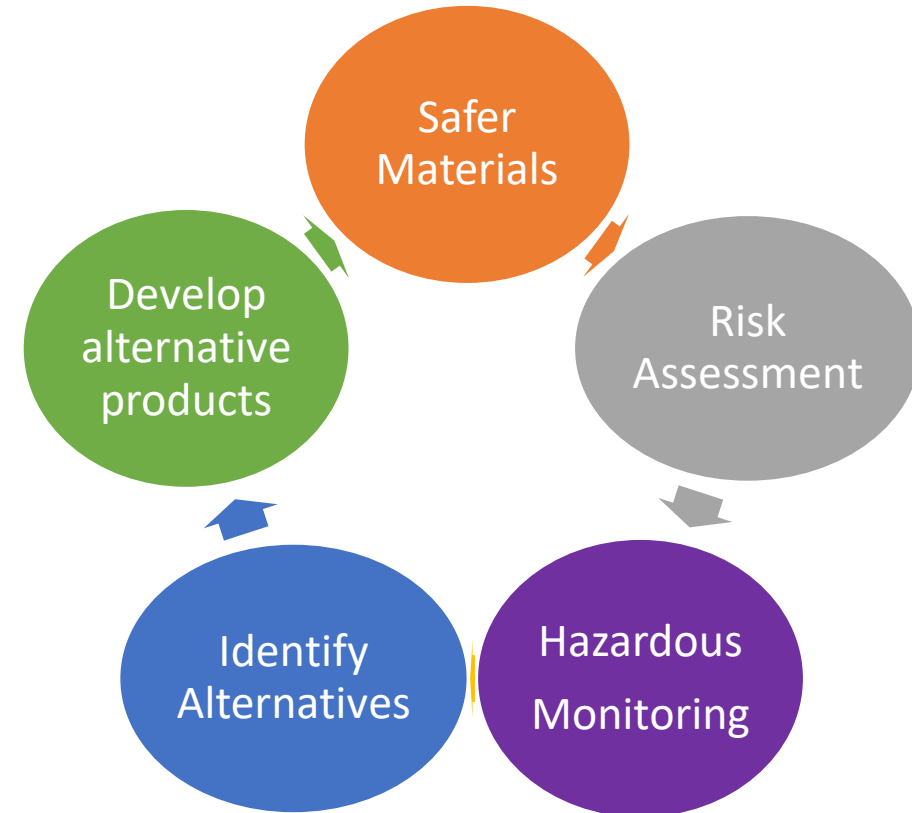 Safer
Materials
Risk
Assessment
Hazardous
Monitoring
Identify
Alternatives
Develop
alternative
products